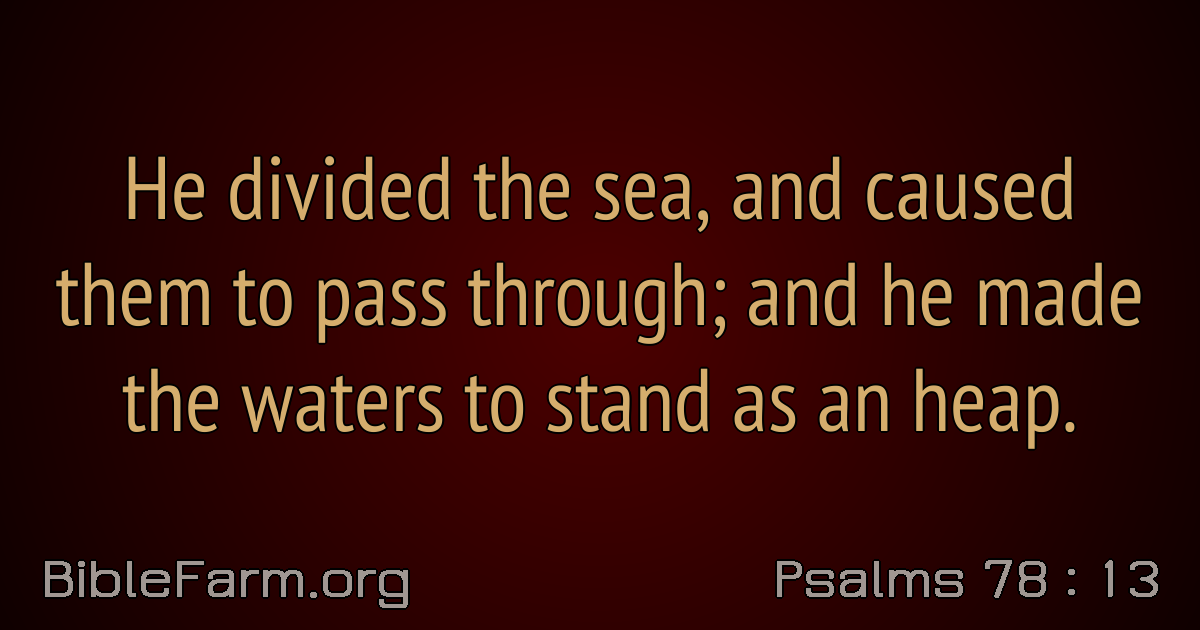 He divided the sea, and caused
them to pass through; and he made
the waters to stand as an heap.
BibleFarm.org
Psalms 78 : 13